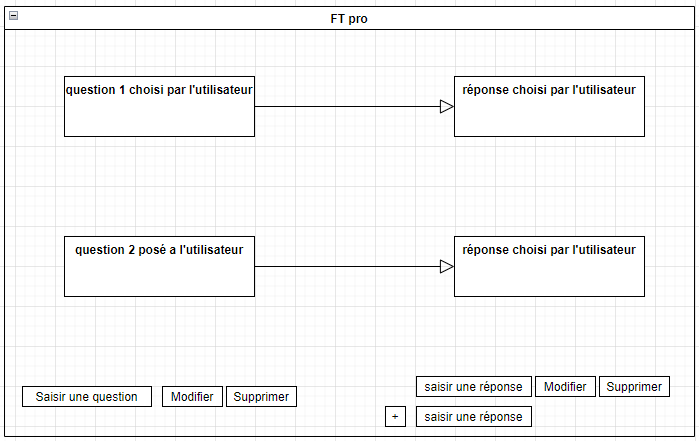 FT pro
question 1 choisi par l'utilisateur
réponse choisi par l'utilisateur
question 2 posé a l'utilisateur
réponse choisi par l'utilisateur
saisir une réponse Modifier Supprimer
Saisir une question Modifier Supprimer
+ saisir une réponse